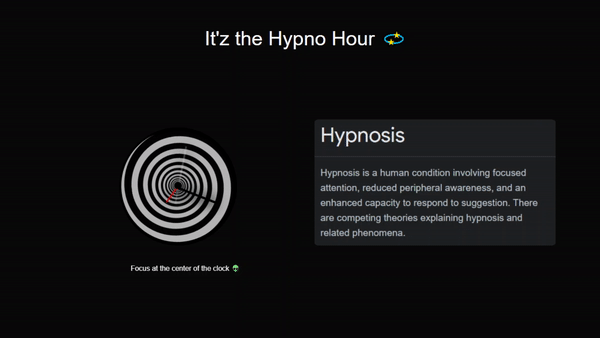 It'z the Hypno Hour 💫
Hypnosis
Hypnosis is a human condition involving focused
attention, reduced peripheral awareness, and an
enhanced capacity to respond to suggestion. There
are competing theories explaining hypnosis and
related phenomena.
Focus at the center of the clock 👽